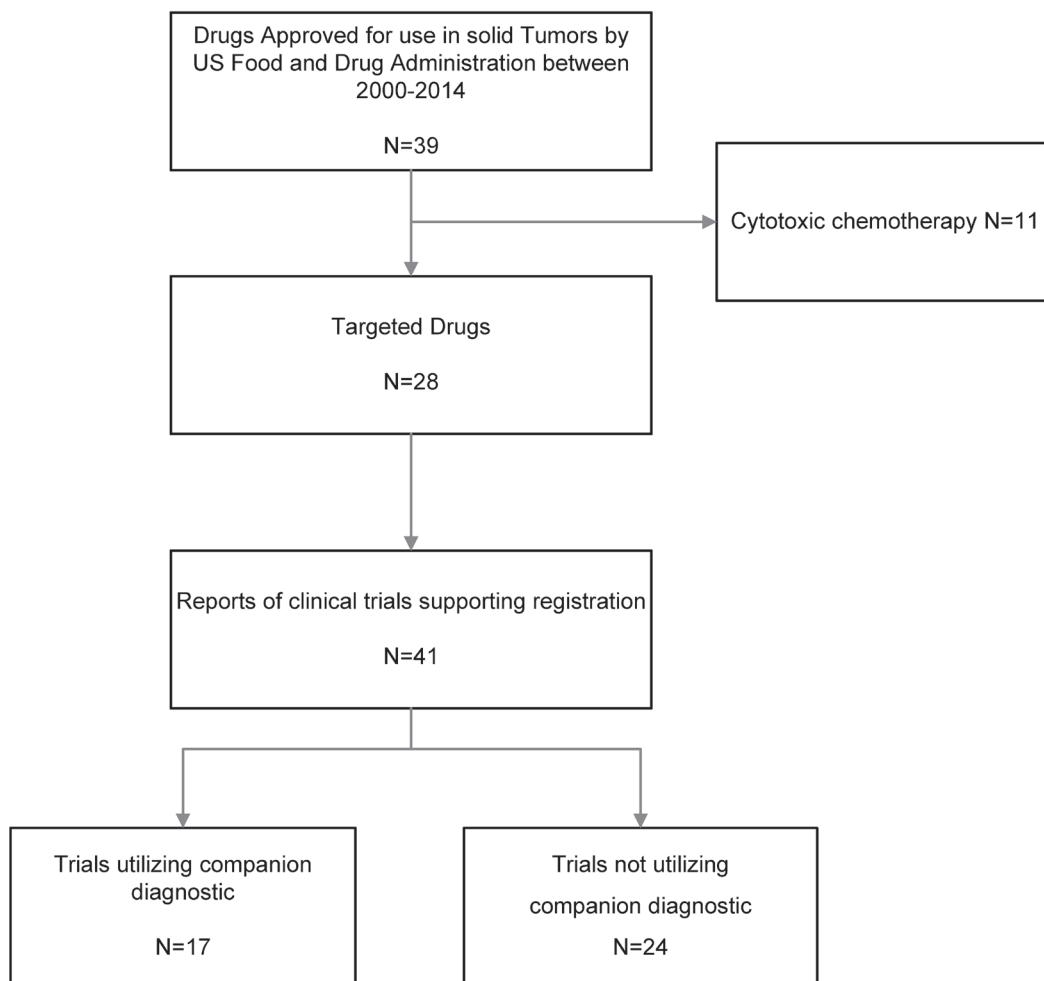 Drugs Approved for use in solid Tumors by
US Food and Drug Administration between
2000-2014
N=39
Cytotoxic chemotherapy N=11
Targeted Drugs
N=28
Reports of clinical trials supporting registration
N=41
Trials utilizing companion
diagnostic
N=17
Trials not utilizing
companion diagnostic
N=24